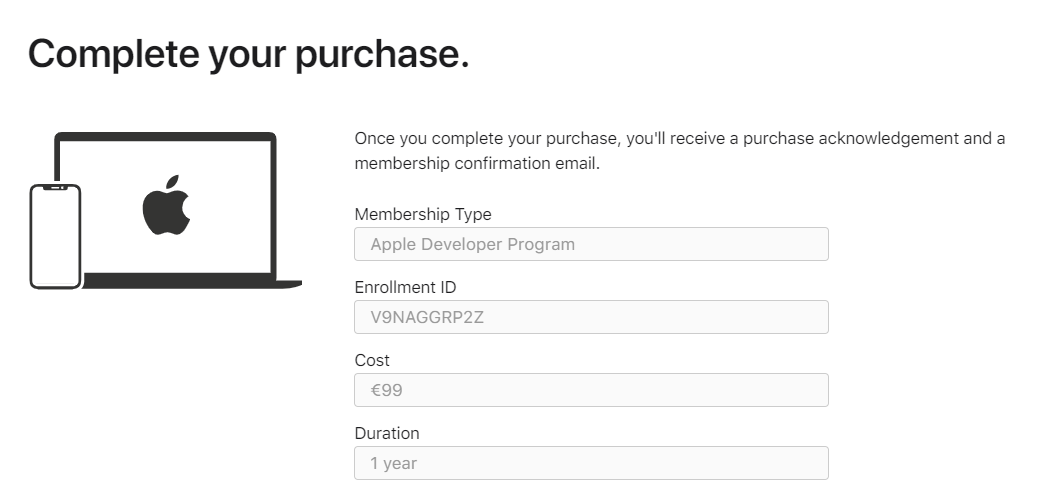 Complete your purchase.
Once you complete your purchase, you'll receive a purchase acknowledgement and a
membership confirmation email.
Membership Type
Apple Developer Program
Enrollment ID
V9NAGGRP2Z
Cost
€99
Duration
1 year